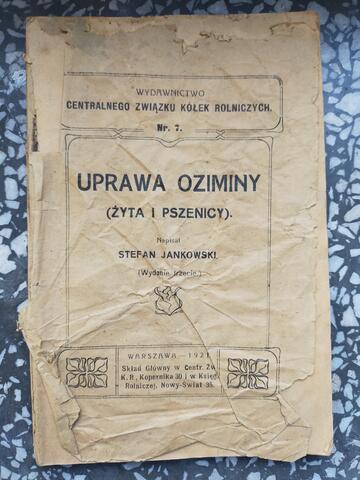 WYDAWNICTWO
CENTRALNEGO ZWIĄZKU KÓŁEK ROLNICZYCH.
Nr. 7.
UPRAWA OZIMINY
(ŻYTA I PSZENICY).
Napisał
STEFAN JANKOWSKI.
(Wydanie trzecie.)
WARSZAWA — 1921
Skład Główny w Centr. Zw.
K. R., Kopernika 30 i w Księg.
Rolniczej, Nowy-Świat 35.